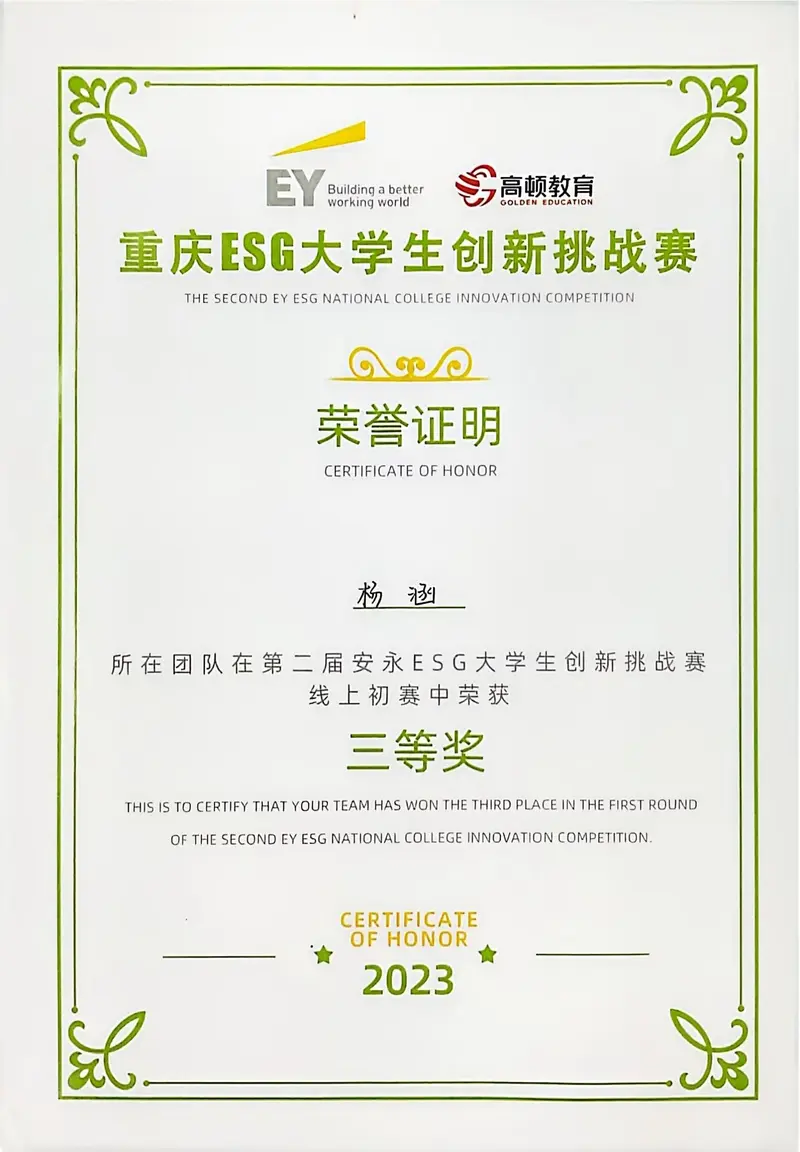 EY Building a better
working world
高顿教育
GOLDEN EDUCATION
重庆ESG大学生创新挑战赛
THE SECOND EY ESG NATIONAL COLLEGE INNOVATION COMPETITION
荣誉证明
CERTIFICATE OF HONOR
杨涵
所在团队在第二届安永ESG大学生创新挑战赛
线上初赛中荣获
三等奖
THIS IS TO CERTIFY THAT YOUR TEAM HAS WON THE THIRD PLACE IN THE FIRST ROUND
OF THE SECOND EY ESG NATIONAL COLLEGE INNOVATION COMPETITION.
CERTIFICATE
OF HONOR
2023